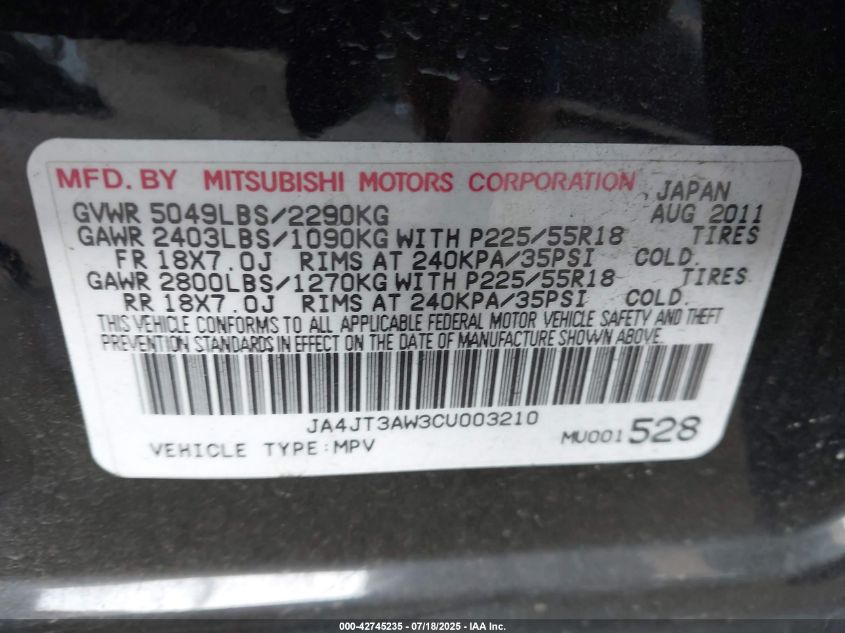 MFD. BY MITSUBISHI MOTORS CORPORATION JAPAN
GVWR 5049LBS/2290KG AUG 2011
GAWR 2403LBS/1090KG WITH P225/55R18 TIRES
FR 18X7.0J RIMS AT 240KPA/35PSI COLD.
GAWR 2800LBS/1270KG WITH P225/55R18 TIRES
RR 18X7.0J RIMS AT 240KPA/35PSI COLD.
THIS VEHICLE CONFORMS TO ALL APPLICABLE FEDERAL MOTOR VEHICLE SAFETY AND THEFT
PREVENTION STANDARDS IN EFFECT ON THE DATE OF MANUFACTURE SHOWN ABOVE.
JA4JT3AW3CU003210
VEHICLE TYPE:MPV MU001528
000-42745235 - 07/18/2025 - IAA Inc.